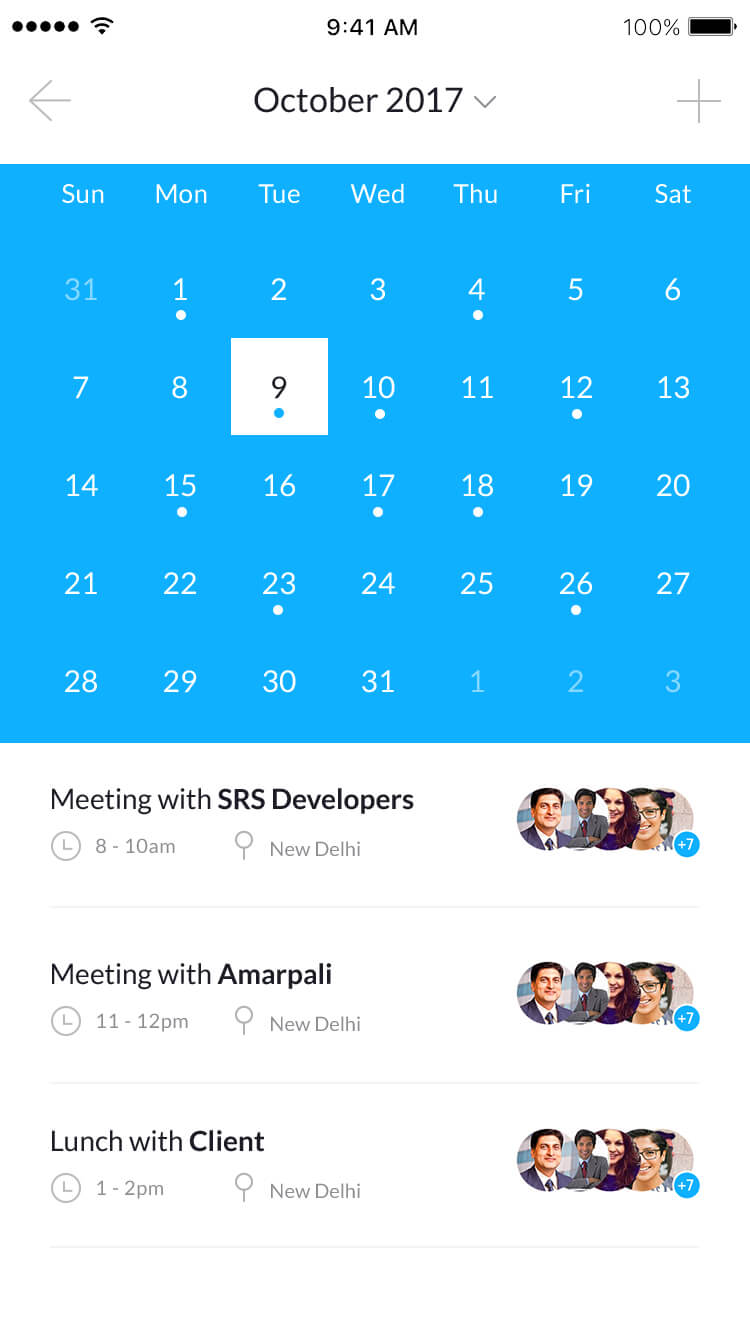 9:41 AM 100%
October 2017
Sun Mon Tue Wed Thu Fri Sat
31 1 2 3 4 5 6
7 8 9 10 11 12 13
14 15 16 17 18 19 20
21 22 23 24 25 26 27
28 29 30 31 1 2 3
Meeting with SRS Developers
8 - 10am New Delhi
+7
Meeting with Amarpali
11 - 12pm New Delhi
+7
Lunch with Client
1 - 2pm New Delhi
+7